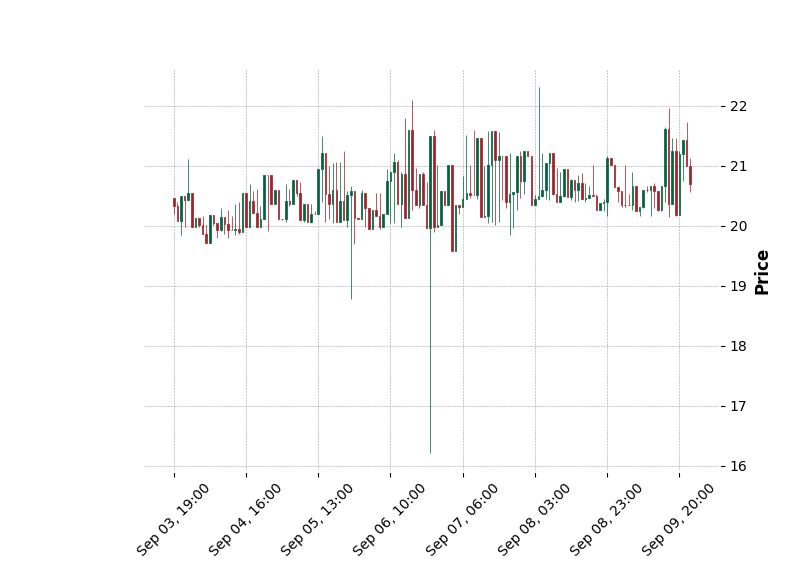 22
21
20
19
18
17
16
Price
Sep 03, 19:00
Sep 04, 16:00
Sep 05, 13:00
Sep 06, 10:00
Sep 07, 06:00
Sep 08, 03:00
Sep 08, 23:00
Sep 09, 20:00